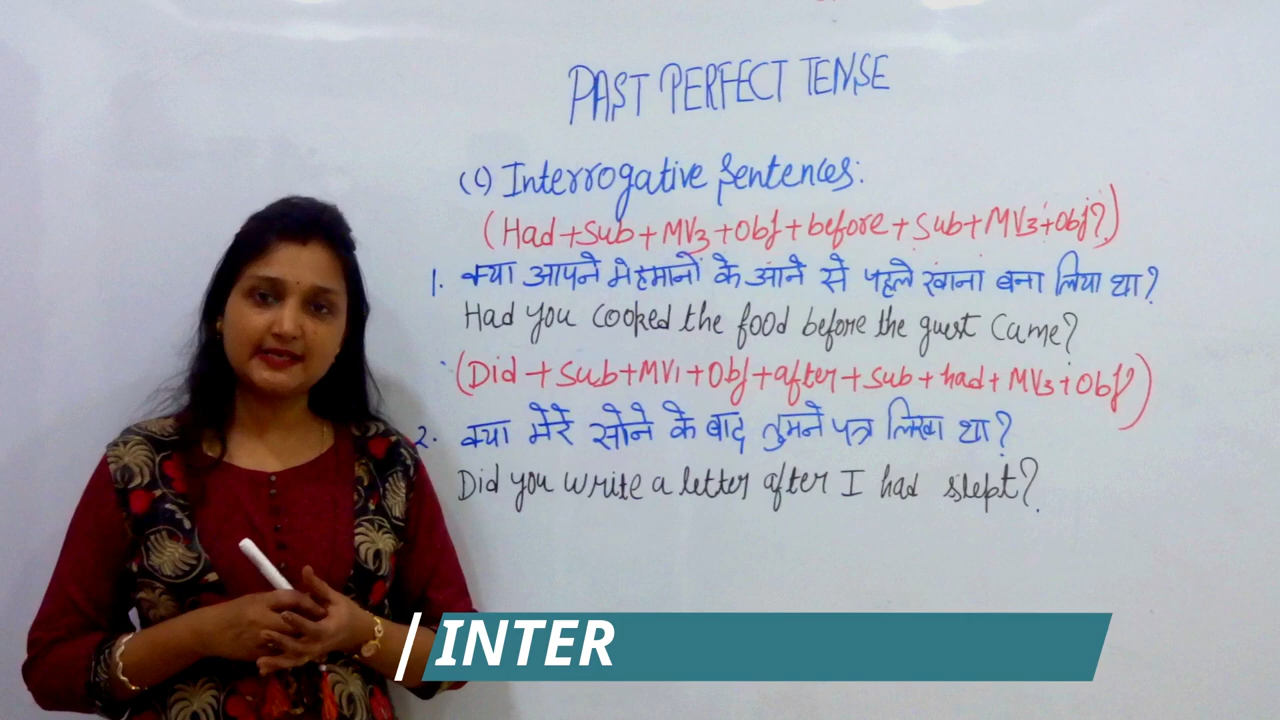 PAST PERFECT TENSE
(C) Interrogative Sentences:
(Had+Sub+MV3+Obj+before+Sub+MV3+Obj?)
1. क्या आपने मेहमानों के आने से पहले खाना बना लिया था?
Had you cooked the food before the guest came?
(Did+Sub+MV1+Obj+after+Sub+had+MV3+Obj?)
2. क्या मेरे सोने के बाद तुमने पत्र लिखा था?
Did you write a letter after I had slept?
/ INTER